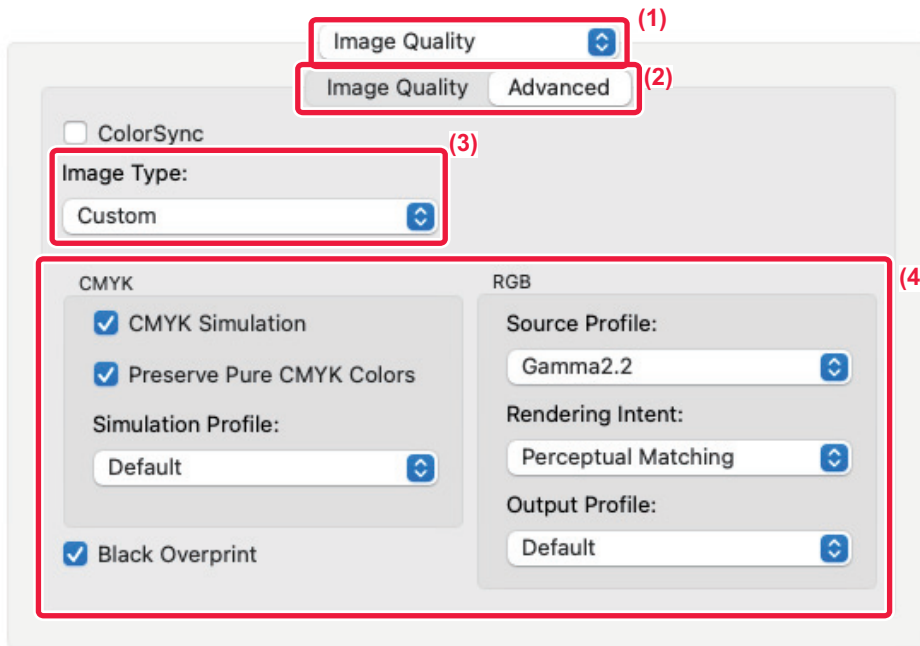 Image Quality
(1)
Image Quality
Advanced
(2)
ColorSync
(3)
Image Type:
Custom
(4
CMYK
CMYK Simulation
Preserve Pure CMYK Colors
Simulation Profile:
Default
Black Overprint
RGB
Source Profile:
Gamma2.2
Rendering Intent:
Perceptual Matching
Output Profile:
Default